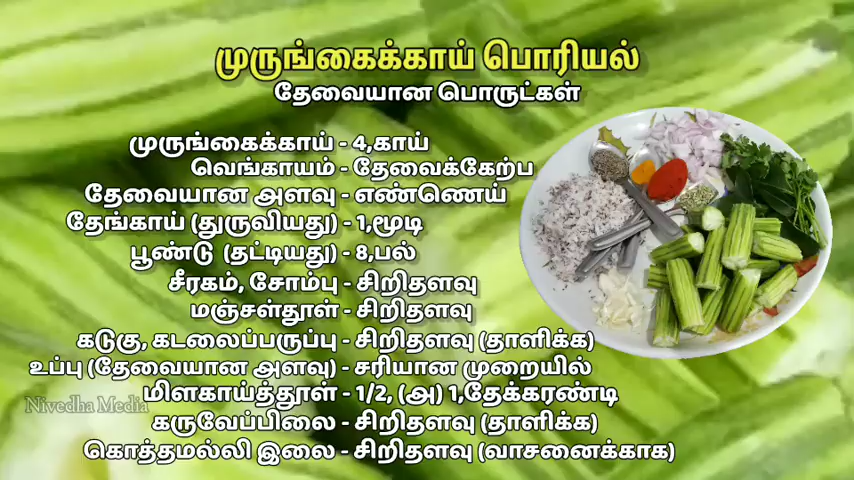 முருங்கைக்காய் பொரியல்
தேவையான பொருட்கள்
முருங்கைக்காய் - 4,காய்
வெங்காயம் - தேவைக்கேற்ப
தேவையான அளவு - எண்ணெய்
தேங்காய் (துருவியது) - 1,மூடி
பூண்டு (தட்டியது) - 8,பல்
சீரகம், சோம்பு - சிறிதளவு
மஞ்சள்தூள் - சிறிதளவு
கடுகு, கடலைப்பருப்பு - சிறிதளவு (தாளிக்க)
உப்பு (தேவையான அளவு) - சரியான முறையில்
மிளகாய்த்தூள் - 1/2, (அ) 1,தேக்கரண்டி
Nivedha Media
கருவேப்பிலை - சிறிதளவு (தாளிக்க)
கொத்தமல்லி இலை - சிறிதளவு (வாசனைக்காக)